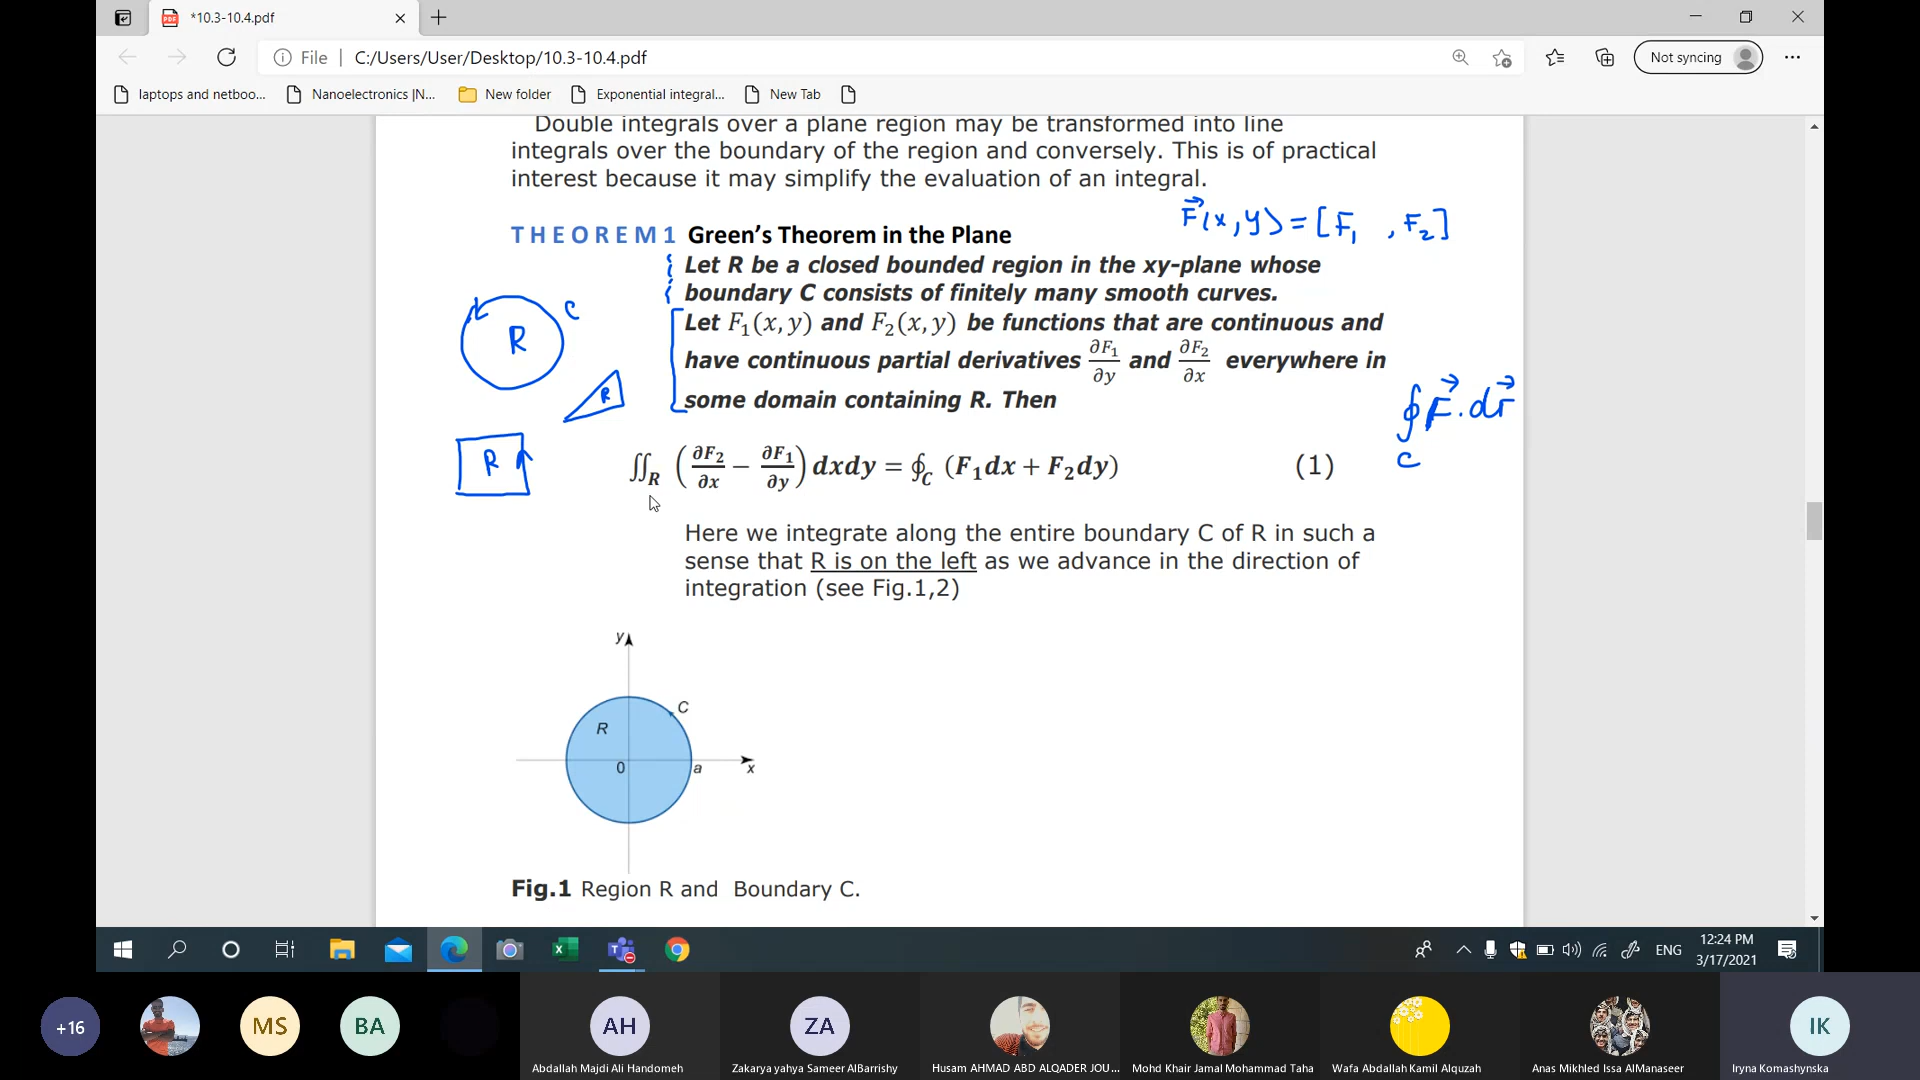 *10.3-10.4.pdf
File | C:/Users/User/Desktop/10.3-10.4.pdf
Not syncing
laptops and netboo...
Nanoelectronics |N...
New folder
Exponential integral...
New Tab
Double integrals over a plane region may be transformed into line
integrals over the boundary of the region and conversely. This is of practical
interest because it may simplify the evaluation of an integral.
F⃗(x,y) = [F₁ , F₂]
THEOREM1 Green's Theorem in the Plane
Let R be a closed bounded region in the xy-plane whose
boundary C consists of finitely many smooth curves.
Let F₁(x, y) and F₂(x, y) be functions that are continuous and
have continuous partial derivatives ∂F₁/∂y and ∂F₂/∂x everywhere in
some domain containing R. Then
C
R
R
R
∮F⃗.dr⃗
C
∬_R (∂F₂/∂x − ∂F₁/∂y) dxdy = ∮_C (F₁dx + F₂dy) (1)
Here we integrate along the entire boundary C of R in such a
sense that R is on the left as we advance in the direction of
integration (see Fig.1,2)
y
C
R
0
a
x
Fig.1 Region R and Boundary C.
ENG
12:24 PM
3/17/2021
+16
MS
BA
AH
ZA
IK
Abdallah Majdi Ali Handomeh
Zakarya yahya Sameer AlBarrishy
Husam AHMAD ABD ALQADER JOU...
Mohd Khair Jamal Mohammad Taha
Wafa Abdallah Kamil Alquzah
Anas Mikhled Issa AlManaseer
Iryna Komashynska